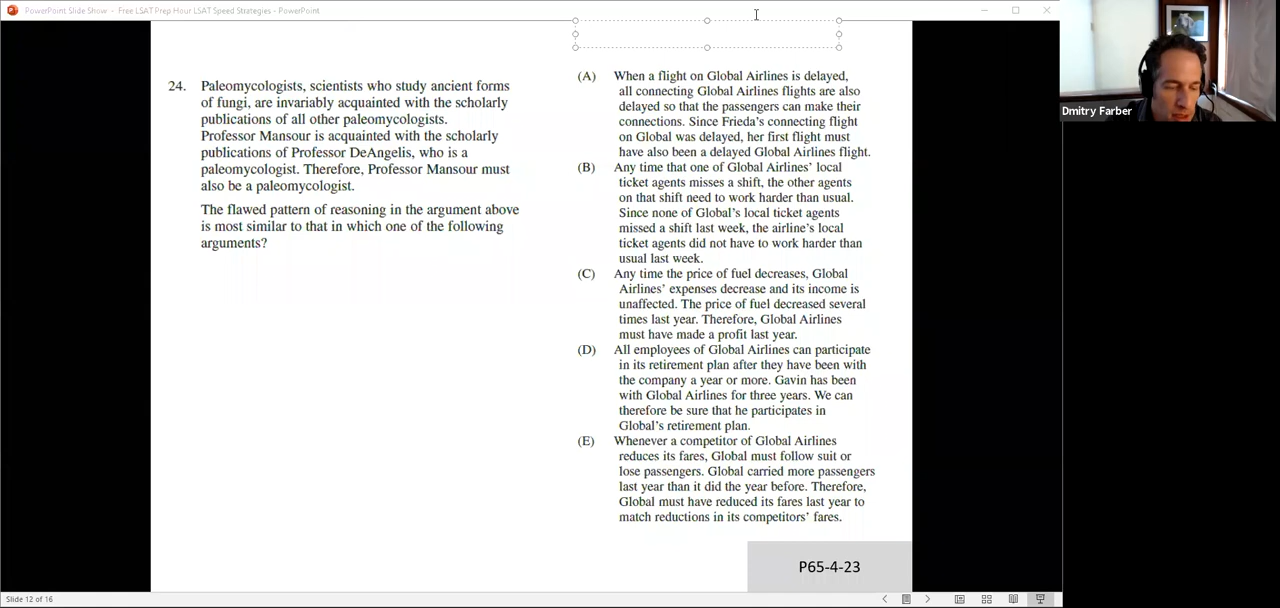 PowerPoint Slide Show - Free LSAT Prep Hour LSAT Speed Strategies - PowerPoint
24. Paleomycologists, scientists who study ancient forms
of fungi, are invariably acquainted with the scholarly
publications of all other paleomycologists.
Professor Mansour is acquainted with the scholarly
publications of Professor DeAngelis, who is a
paleomycologist. Therefore, Professor Mansour must
also be a paleomycologist.
The flawed pattern of reasoning in the argument above
is most similar to that in which one of the following
arguments?
(A) When a flight on Global Airlines is delayed,
all connecting Global Airlines flights are also
delayed so that the passengers can make their
connections. Since Frieda's connecting flight
on Global was delayed, her first flight must
have also been a delayed Global Airlines flight.
(B) Any time that one of Global Airlines' local
ticket agents misses a shift, the other agents
on that shift need to work harder than usual.
Since none of Global's local ticket agents
missed a shift last week, the airline's local
ticket agents did not have to work harder than
usual last week.
(C) Any time the price of fuel decreases, Global
Airlines' expenses decrease and its income is
unaffected. The price of fuel decreased several
times last year. Therefore, Global Airlines
must have made a profit last year.
(D) All employees of Global Airlines can participate
in its retirement plan after they have been with
the company a year or more. Gavin has been
with Global Airlines for three years. We can
therefore be sure that he participates in
Global's retirement plan.
(E) Whenever a competitor of Global Airlines
reduces its fares, Global must follow suit or
lose passengers. Global carried more passengers
last year than it did the year before. Therefore,
Global must have reduced its fares last year to
match reductions in its competitors' fares.
P65-4-23
Dmitry Farber
Slide 12 of 16